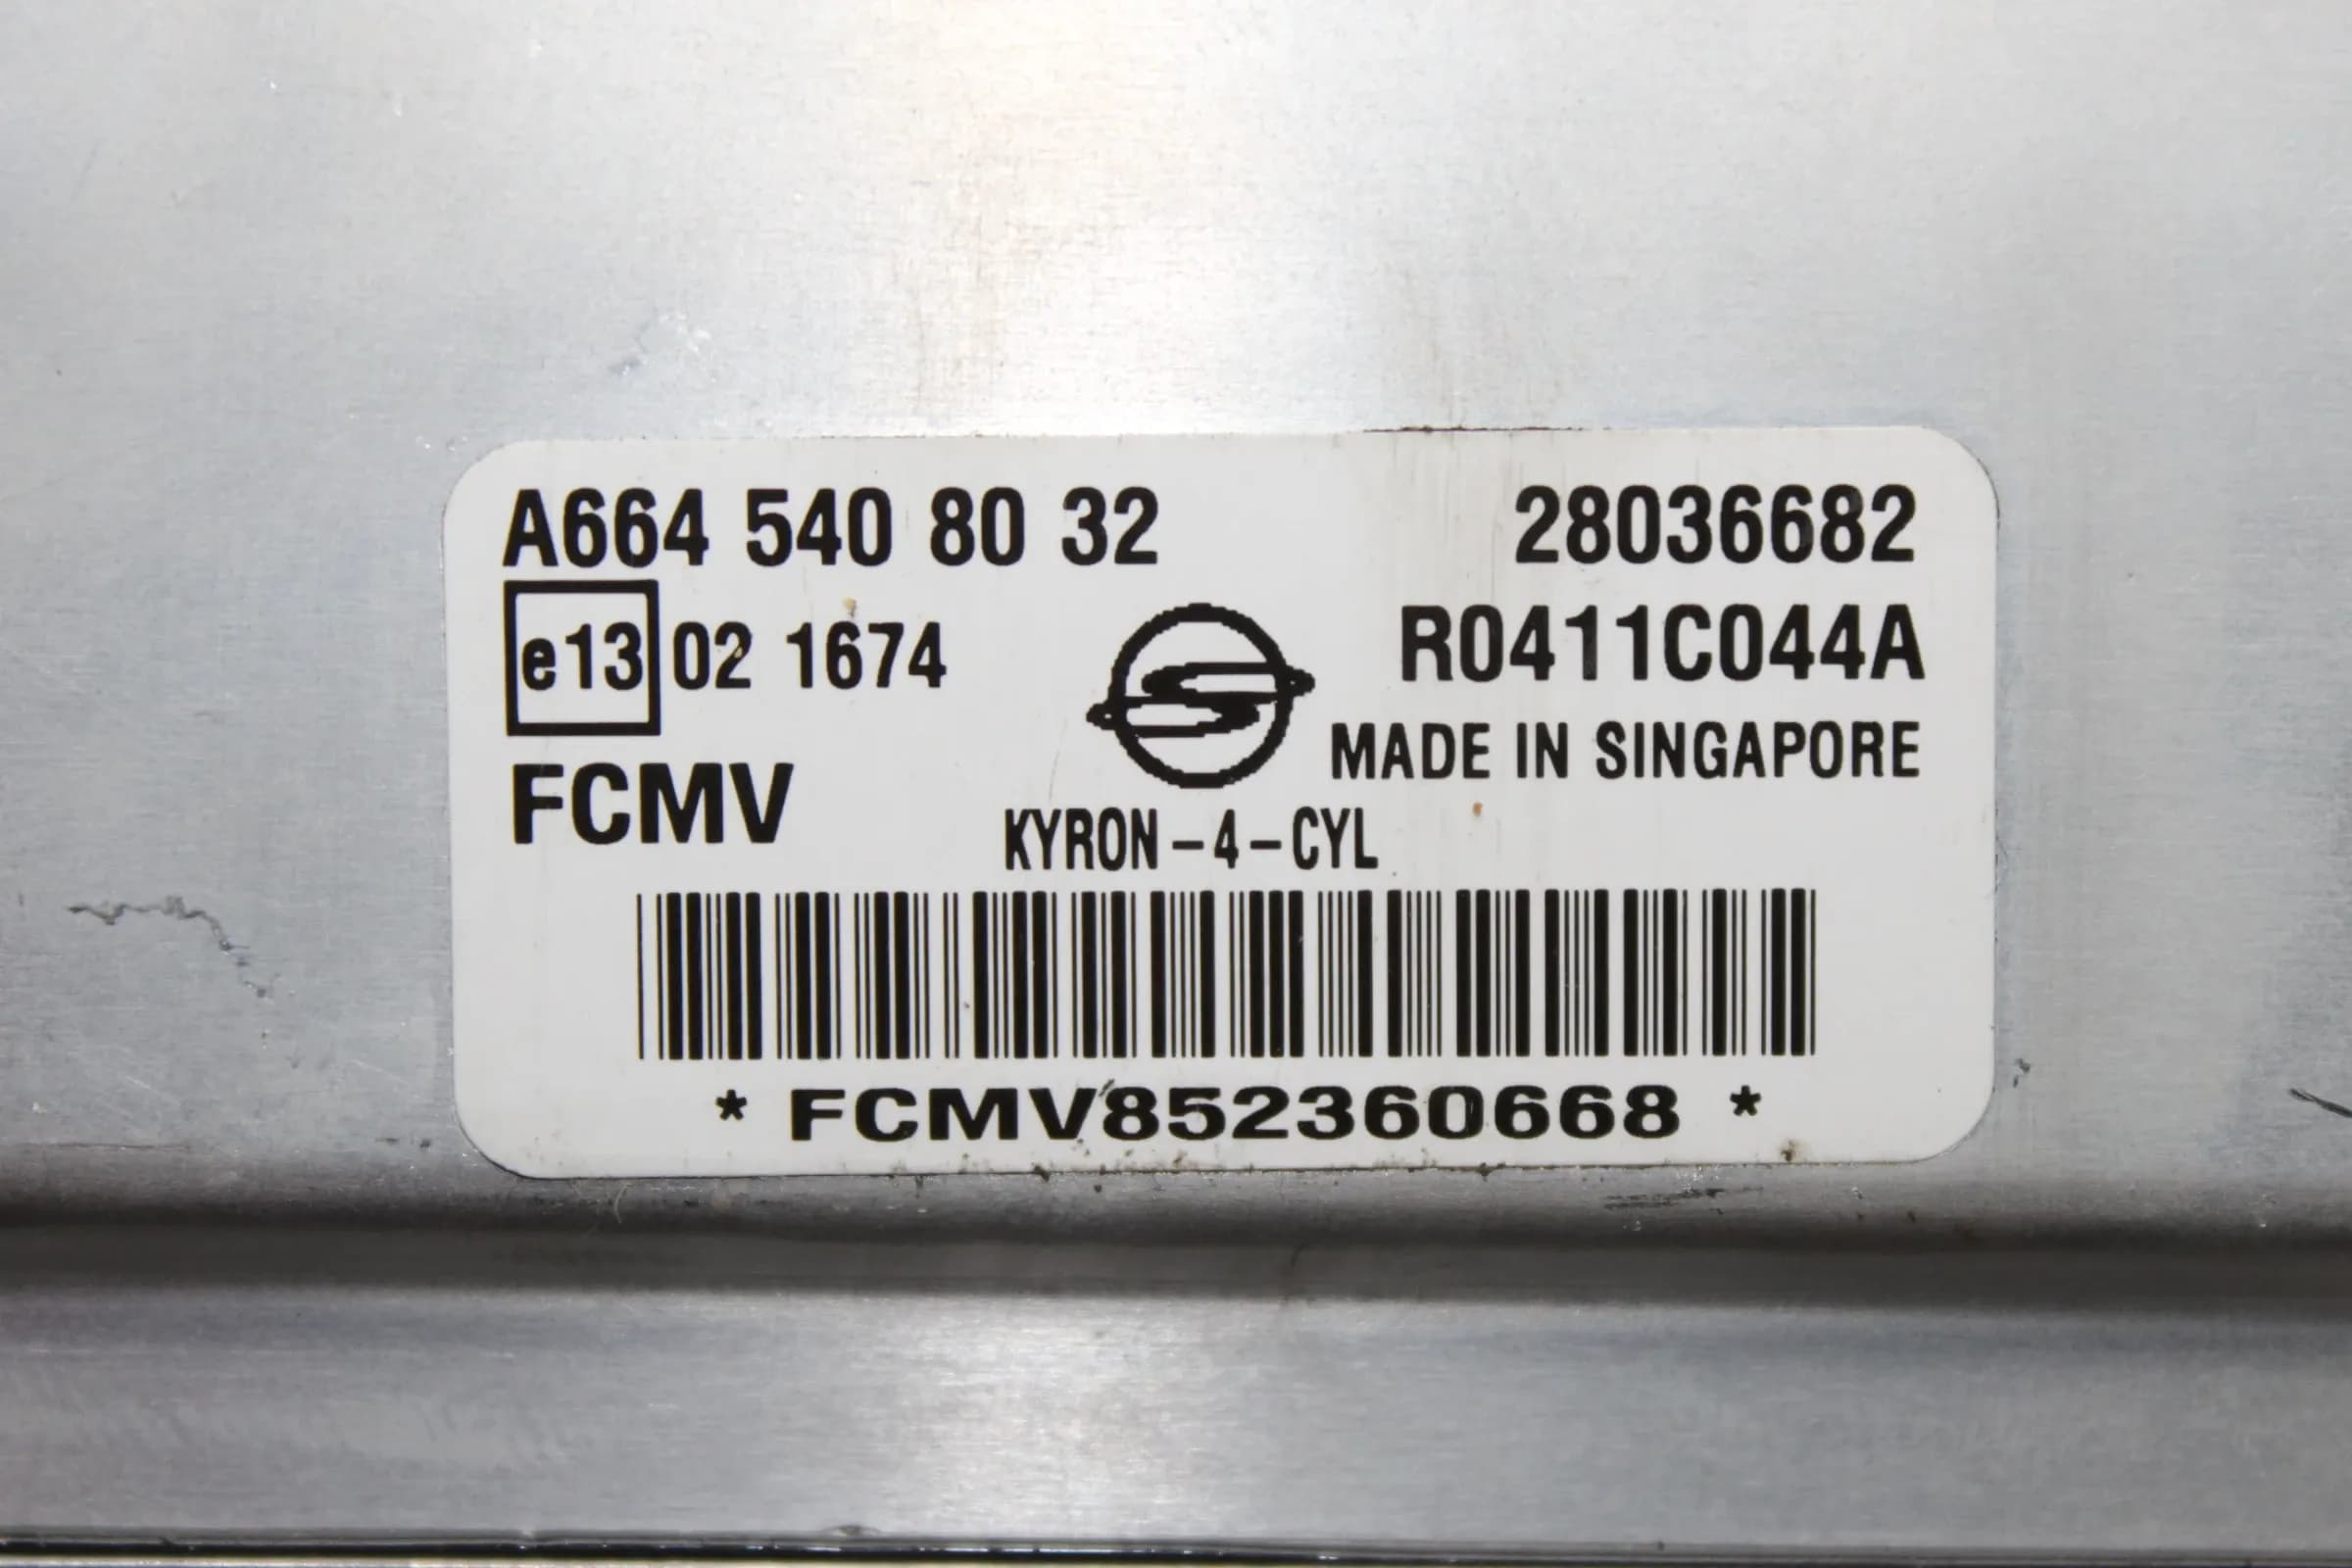 A664 540 80 32 28036682
e13 02 1674 R0411C044A
MADE IN SINGAPORE
FCMV
KYRON-4-CYL
* FCMV852360668 *